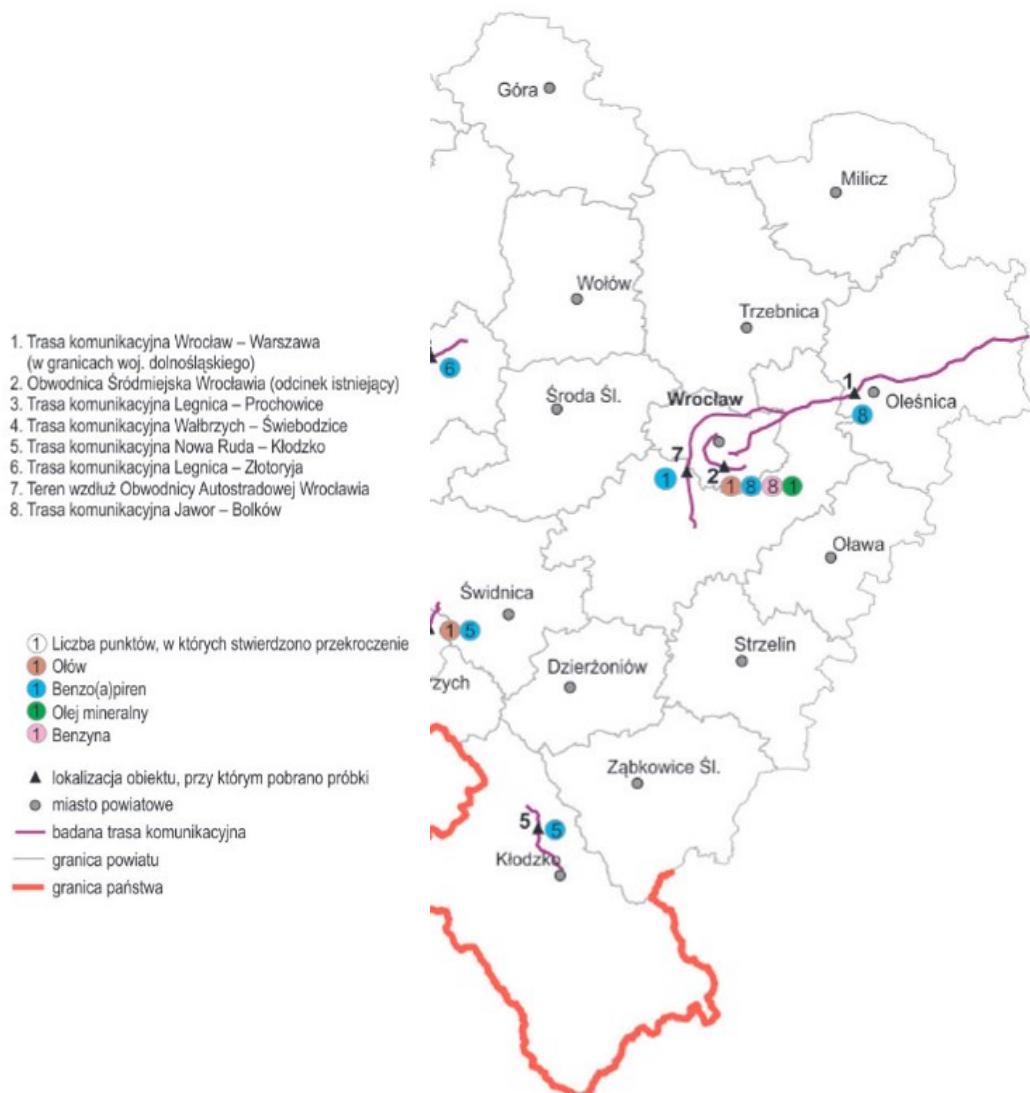 1. Trasa komunikacyjna Wrocław – Warszawa
(w granicach woj. dolnośląskiego)
2. Obwodnica Śródmiejska Wrocławia (odcinek istniejący)
3. Trasa komunikacyjna Legnica – Prochowice
4. Trasa komunikacyjna Wałbrzych – Świebodzice
5. Trasa komunikacyjna Nowa Ruda – Kłodzko
6. Trasa komunikacyjna Legnica – Złotoryja
7. Teren wzdłuż Obwodnicy Autostradowej Wrocławia
8. Trasa komunikacyjna Jawor – Bolków
1 Liczba punktów, w których stwierdzono przekroczenie
1 Ołów
1 Benzo(a)piren
1 Olej mineralny
1 Benzyna
lokalizacja obiektu, przy którym pobrano próbki
miasto powiatowe
badana trasa komunikacyjna
granica powiatu
granica państwa
Góra
Milicz
Wołów
Trzebnica
6
Środa Śl.
Wrocław
1
Oleśnica
8
7
1
2
1 8 8 1
Oława
Świdnica
1 5
rzych
Dzierżoniów
Strzelin
Ząbkowice Śl.
5 5
Kłodzko